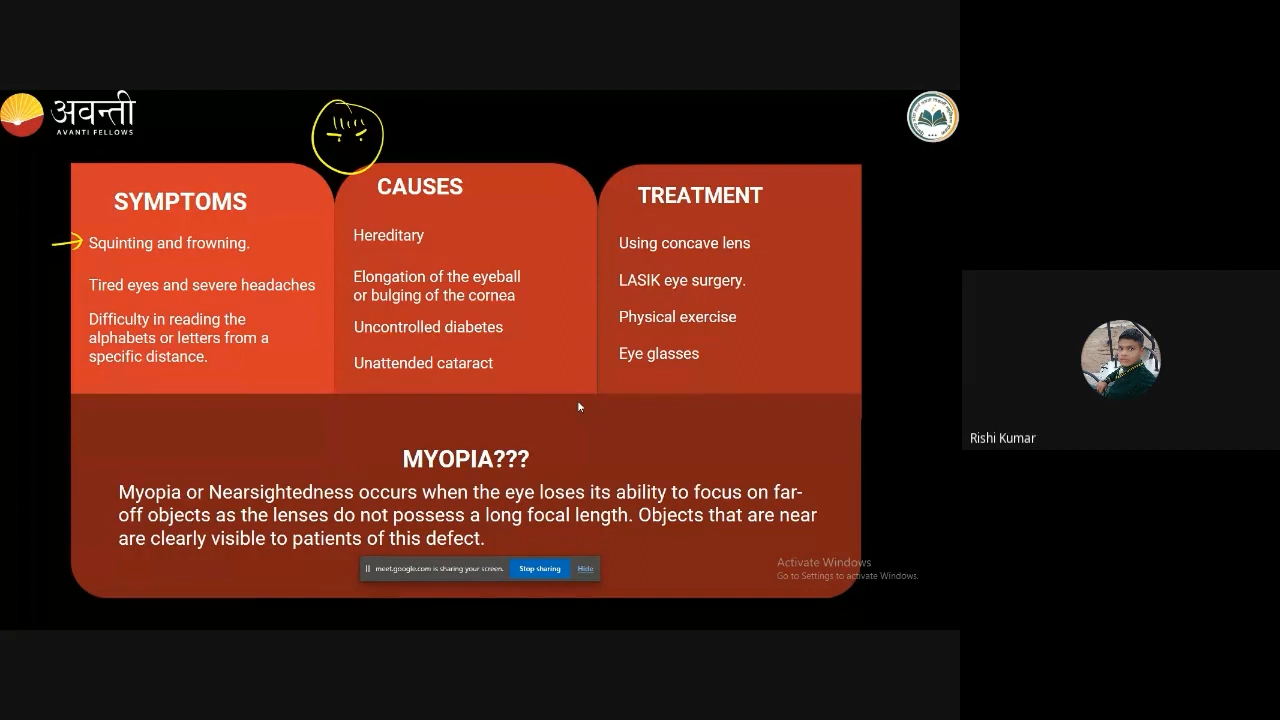 अवन्ती
AVANTI FELLOWS
SYMPTOMS
Squinting and frowning.
Tired eyes and severe headaches
Difficulty in reading the
alphabets or letters from a
specific distance.
CAUSES
Hereditary
Elongation of the eyeball
or bulging of the cornea
Uncontrolled diabetes
Unattended cataract
TREATMENT
Using concave lens
LASIK eye surgery.
Physical exercise
Eye glasses
MYOPIA???
Myopia or Nearsightedness occurs when the eye loses its ability to focus on far-
off objects as the lenses do not possess a long focal length. Objects that are near
are clearly visible to patients of this defect.
meet.google.com is sharing your screen.
Stop sharing
Hide
Activate Windows
Go to Settings to activate Windows.
Rishi Kumar